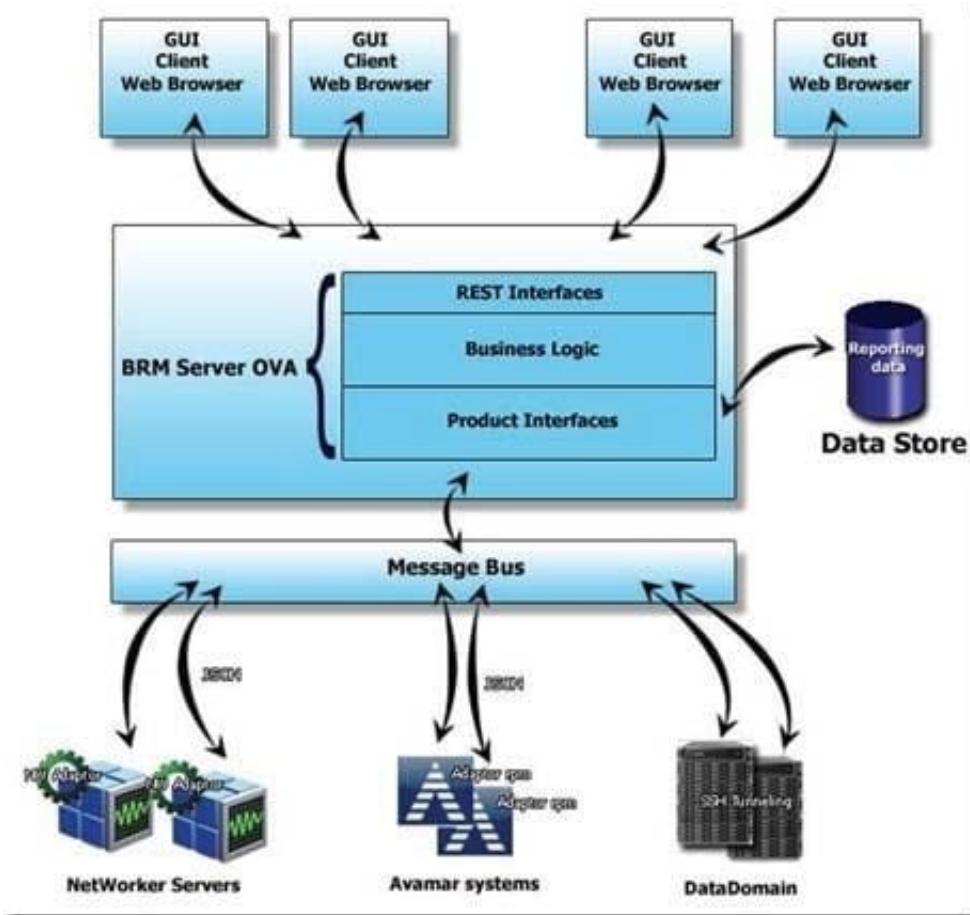 GUI
Client
Web Browser
GUI
Client
Web Browser
GUI
Client
Web Browser
GUI
Client
Web Browser
REST Interfaces
BRM Server OVA
Business Logic
Product Interfaces
Reporting
data
Data Store
Message Bus
JSON
JSON
NW Adaptor
NW Adaptor
Adaptor rpm
Adaptor rpm
SSH Tunneling
NetWorker Servers
Avamar systems
DataDomain